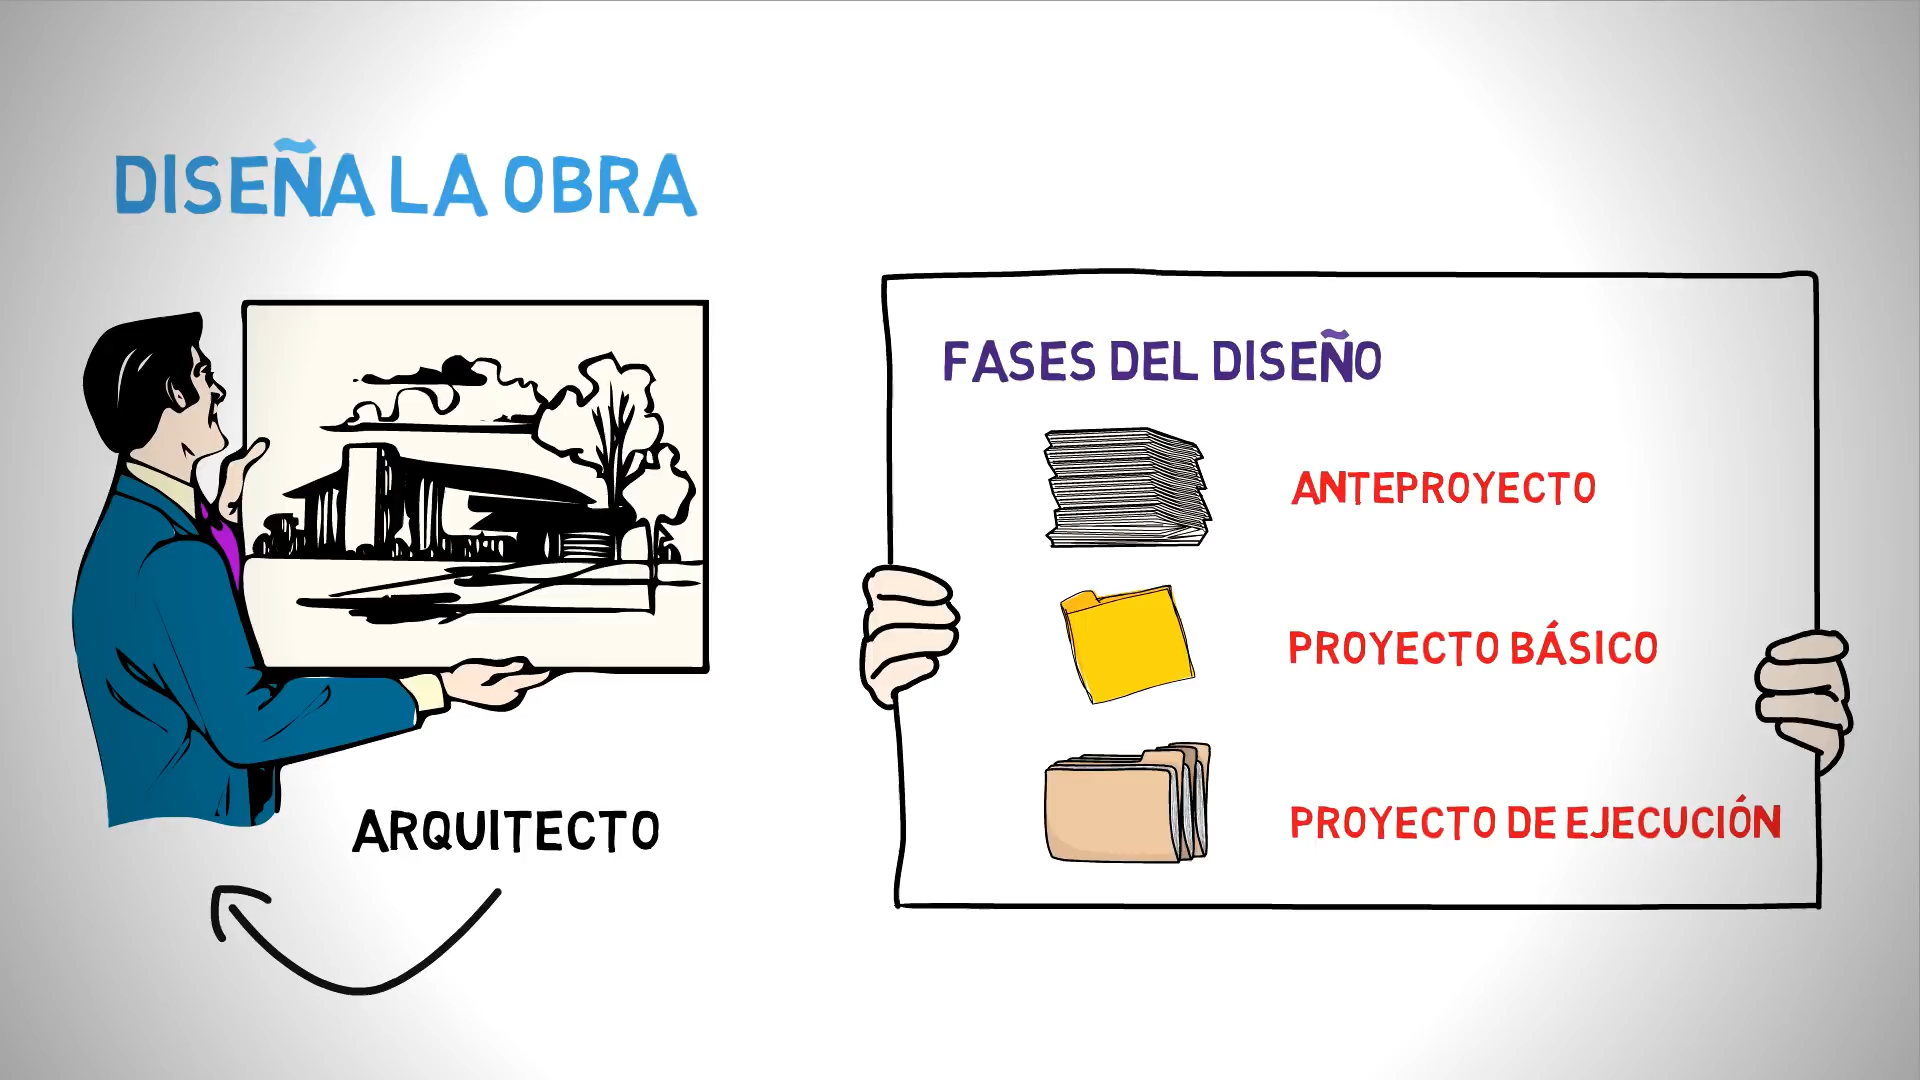 DISEÑA LA OBRA
ARQUITECTO
FASES DEL DISEÑO
ANTEPROYECTO
PROYECTO BÁSICO
PROYECTO DE EJECUCIÓN